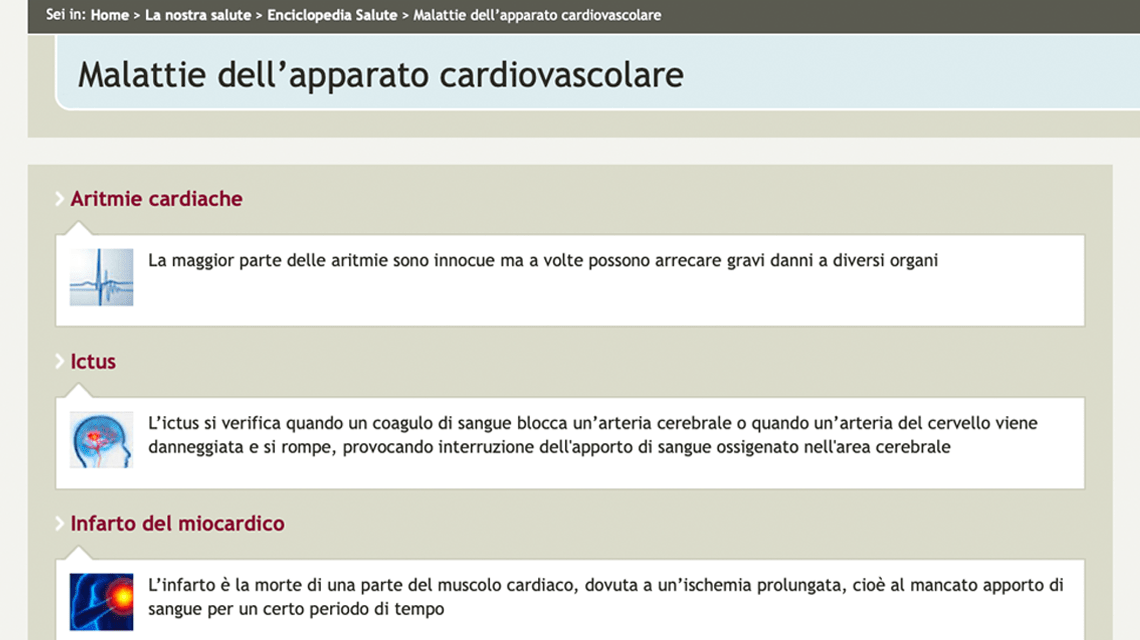 Sei in: Home > La nostra salute > Enciclopedia Salute > Malattie dell’apparato cardiovascolare
Malattie dell’apparato cardiovascolare
Aritmie cardiache
La maggior parte delle aritmie sono innocue ma a volte possono arrecare gravi danni a diversi organi
Ictus
L’ictus si verifica quando un coagulo di sangue blocca un’arteria cerebrale o quando un’arteria del cervello viene
danneggiata e si rompe, provocando interruzione dell'apporto di sangue ossigenato nell'area cerebrale
Infarto del miocardico
L’infarto è la morte di una parte del muscolo cardiaco, dovuta a un’ischemia prolungata, cioè al mancato apporto di
sangue per un certo periodo di tempo